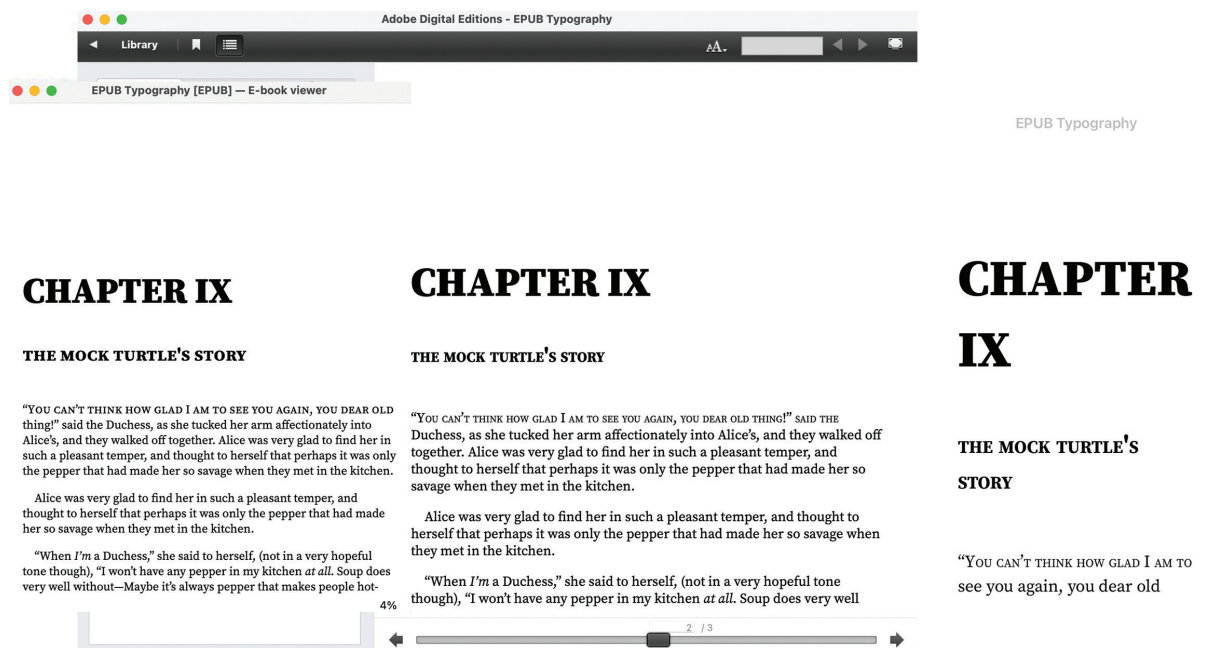 Adobe Digital Editions - EPUB Typography
Library
AA
EPUB Typography [EPUB] — E-book viewer
CHAPTER IX
THE MOCK TURTLE'S STORY
“YOU CAN’T THINK HOW GLAD I AM TO SEE YOU AGAIN, YOU DEAR OLD
thing!” said the Duchess, as she tucked her arm affectionately into
Alice’s, and they walked off together. Alice was very glad to find her in
such a pleasant temper, and thought to herself that perhaps it was only
the pepper that had made her so savage when they met in the kitchen.
Alice was very glad to find her in such a pleasant temper, and
thought to herself that perhaps it was only the pepper that had made
her so savage when they met in the kitchen.
“When I’m a Duchess,” she said to herself, (not in a very hopeful
tone though), “I won’t have any pepper in my kitchen at all. Soup does
very well without—Maybe it’s always pepper that makes people hot-
4%
CHAPTER IX
THE MOCK TURTLE'S STORY
“YOU CAN’T THINK HOW GLAD I AM TO SEE YOU AGAIN, YOU DEAR OLD THING!” SAID THE
Duchess, as she tucked her arm affectionately into Alice’s, and they walked off
together. Alice was very glad to find her in such a pleasant temper, and
thought to herself that perhaps it was only the pepper that had made her so
savage when they met in the kitchen.
Alice was very glad to find her in such a pleasant temper, and thought to
herself that perhaps it was only the pepper that had made her so savage when
they met in the kitchen.
“When I’m a Duchess,” she said to herself, (not in a very hopeful tone
though), “I won’t have any pepper in my kitchen at all. Soup does very well
2 / 3
EPUB Typography
CHAPTER
IX
THE MOCK TURTLE'S
STORY
“YOU CAN’T THINK HOW GLAD I AM TO
see you again, you dear old